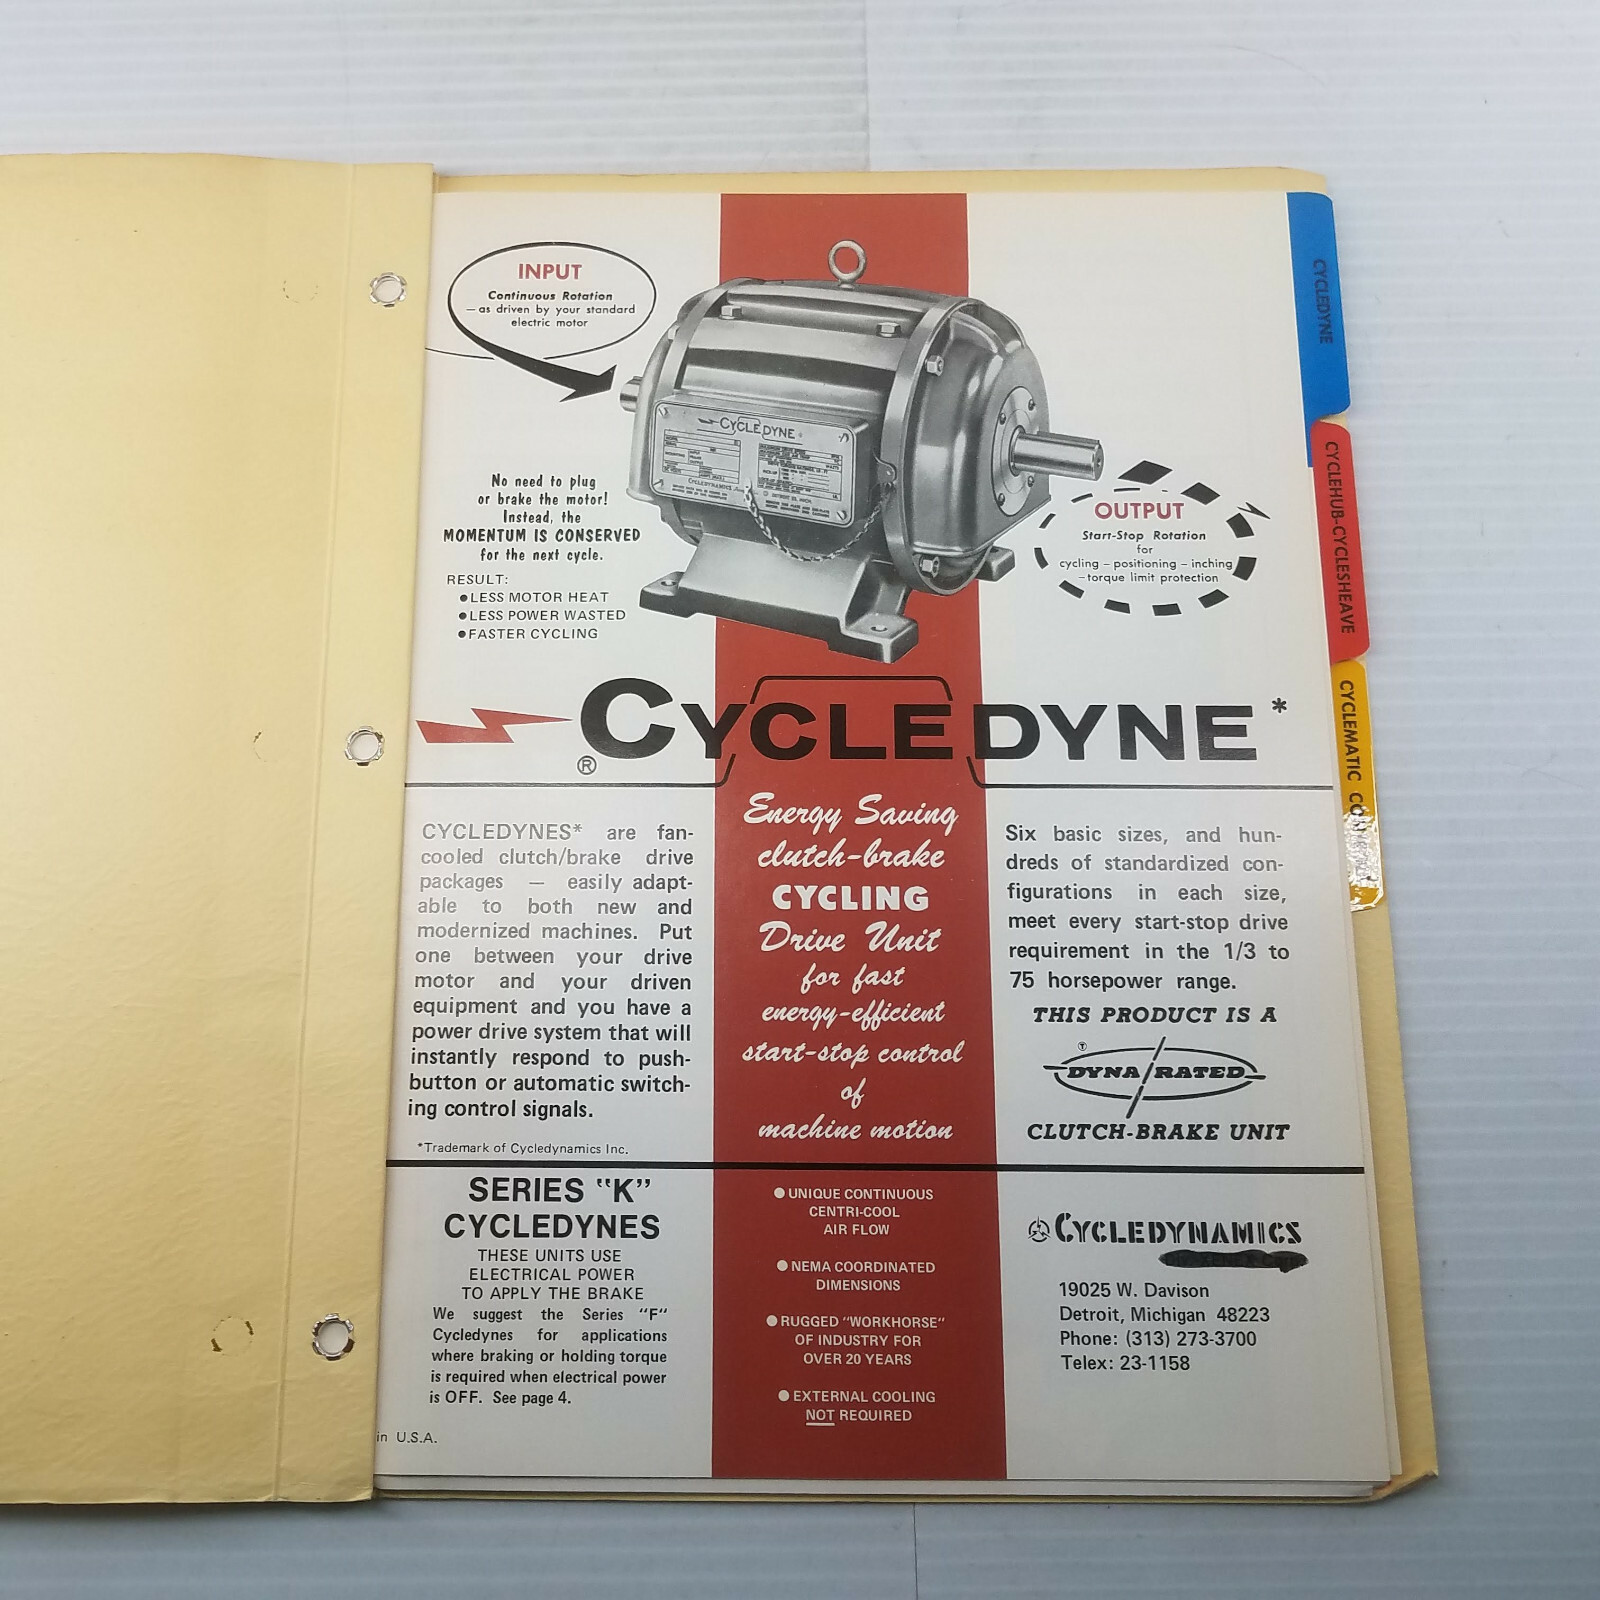 INPUT
Continuous Rotation
— as driven by your standard
electric motor
CYCLEDYNE
CYCLEDYNAMICS
No need to plug
or brake the motor!
Instead, the
MOMENTUM IS CONSERVED
for the next cycle.
RESULT:
● LESS MOTOR HEAT
● LESS POWER WASTED
● FASTER CYCLING
OUTPUT
Start-Stop Rotation
for
cycling – positioning – inching
– torque limit protection
CYCLEDYNE*
®
CYCLEDYNES* are fan-
cooled clutch/brake drive
packages — easily adapt-
able to both new and
modernized machines. Put
one between your drive
motor and your driven
equipment and you have a
power drive system that will
instantly respond to push-
button or automatic switch-
ing control signals.
*Trademark of Cycledynamics Inc.
Energy Saving
clutch-brake
CYCLING
Drive Unit
for fast
energy-efficient
start-stop control
of
machine motion
Six basic sizes, and hun-
dreds of standardized con-
figurations in each size,
meet every start-stop drive
requirement in the 1/3 to
75 horsepower range.
THIS PRODUCT IS A
DYNA/RATED
CLUTCH-BRAKE UNIT
SERIES "K"
CYCLEDYNES
THESE UNITS USE
ELECTRICAL POWER
TO APPLY THE BRAKE
We suggest the Series "F"
Cycledynes for applications
where braking or holding torque
is required when electrical power
is OFF. See page 4.
in U.S.A.
● UNIQUE CONTINUOUS
CENTRI-COOL
AIR FLOW
● NEMA COORDINATED
DIMENSIONS
● RUGGED "WORKHORSE"
OF INDUSTRY FOR
OVER 20 YEARS
● EXTERNAL COOLING
NOT REQUIRED
CYCLEDYNAMICS
19025 W. Davison
Detroit, Michigan 48223
Phone: (313) 273-3700
Telex: 23-1158
CYCLEDYNE
CYCLEHUB-CYCLESHEAVE
CYCLEMATIC